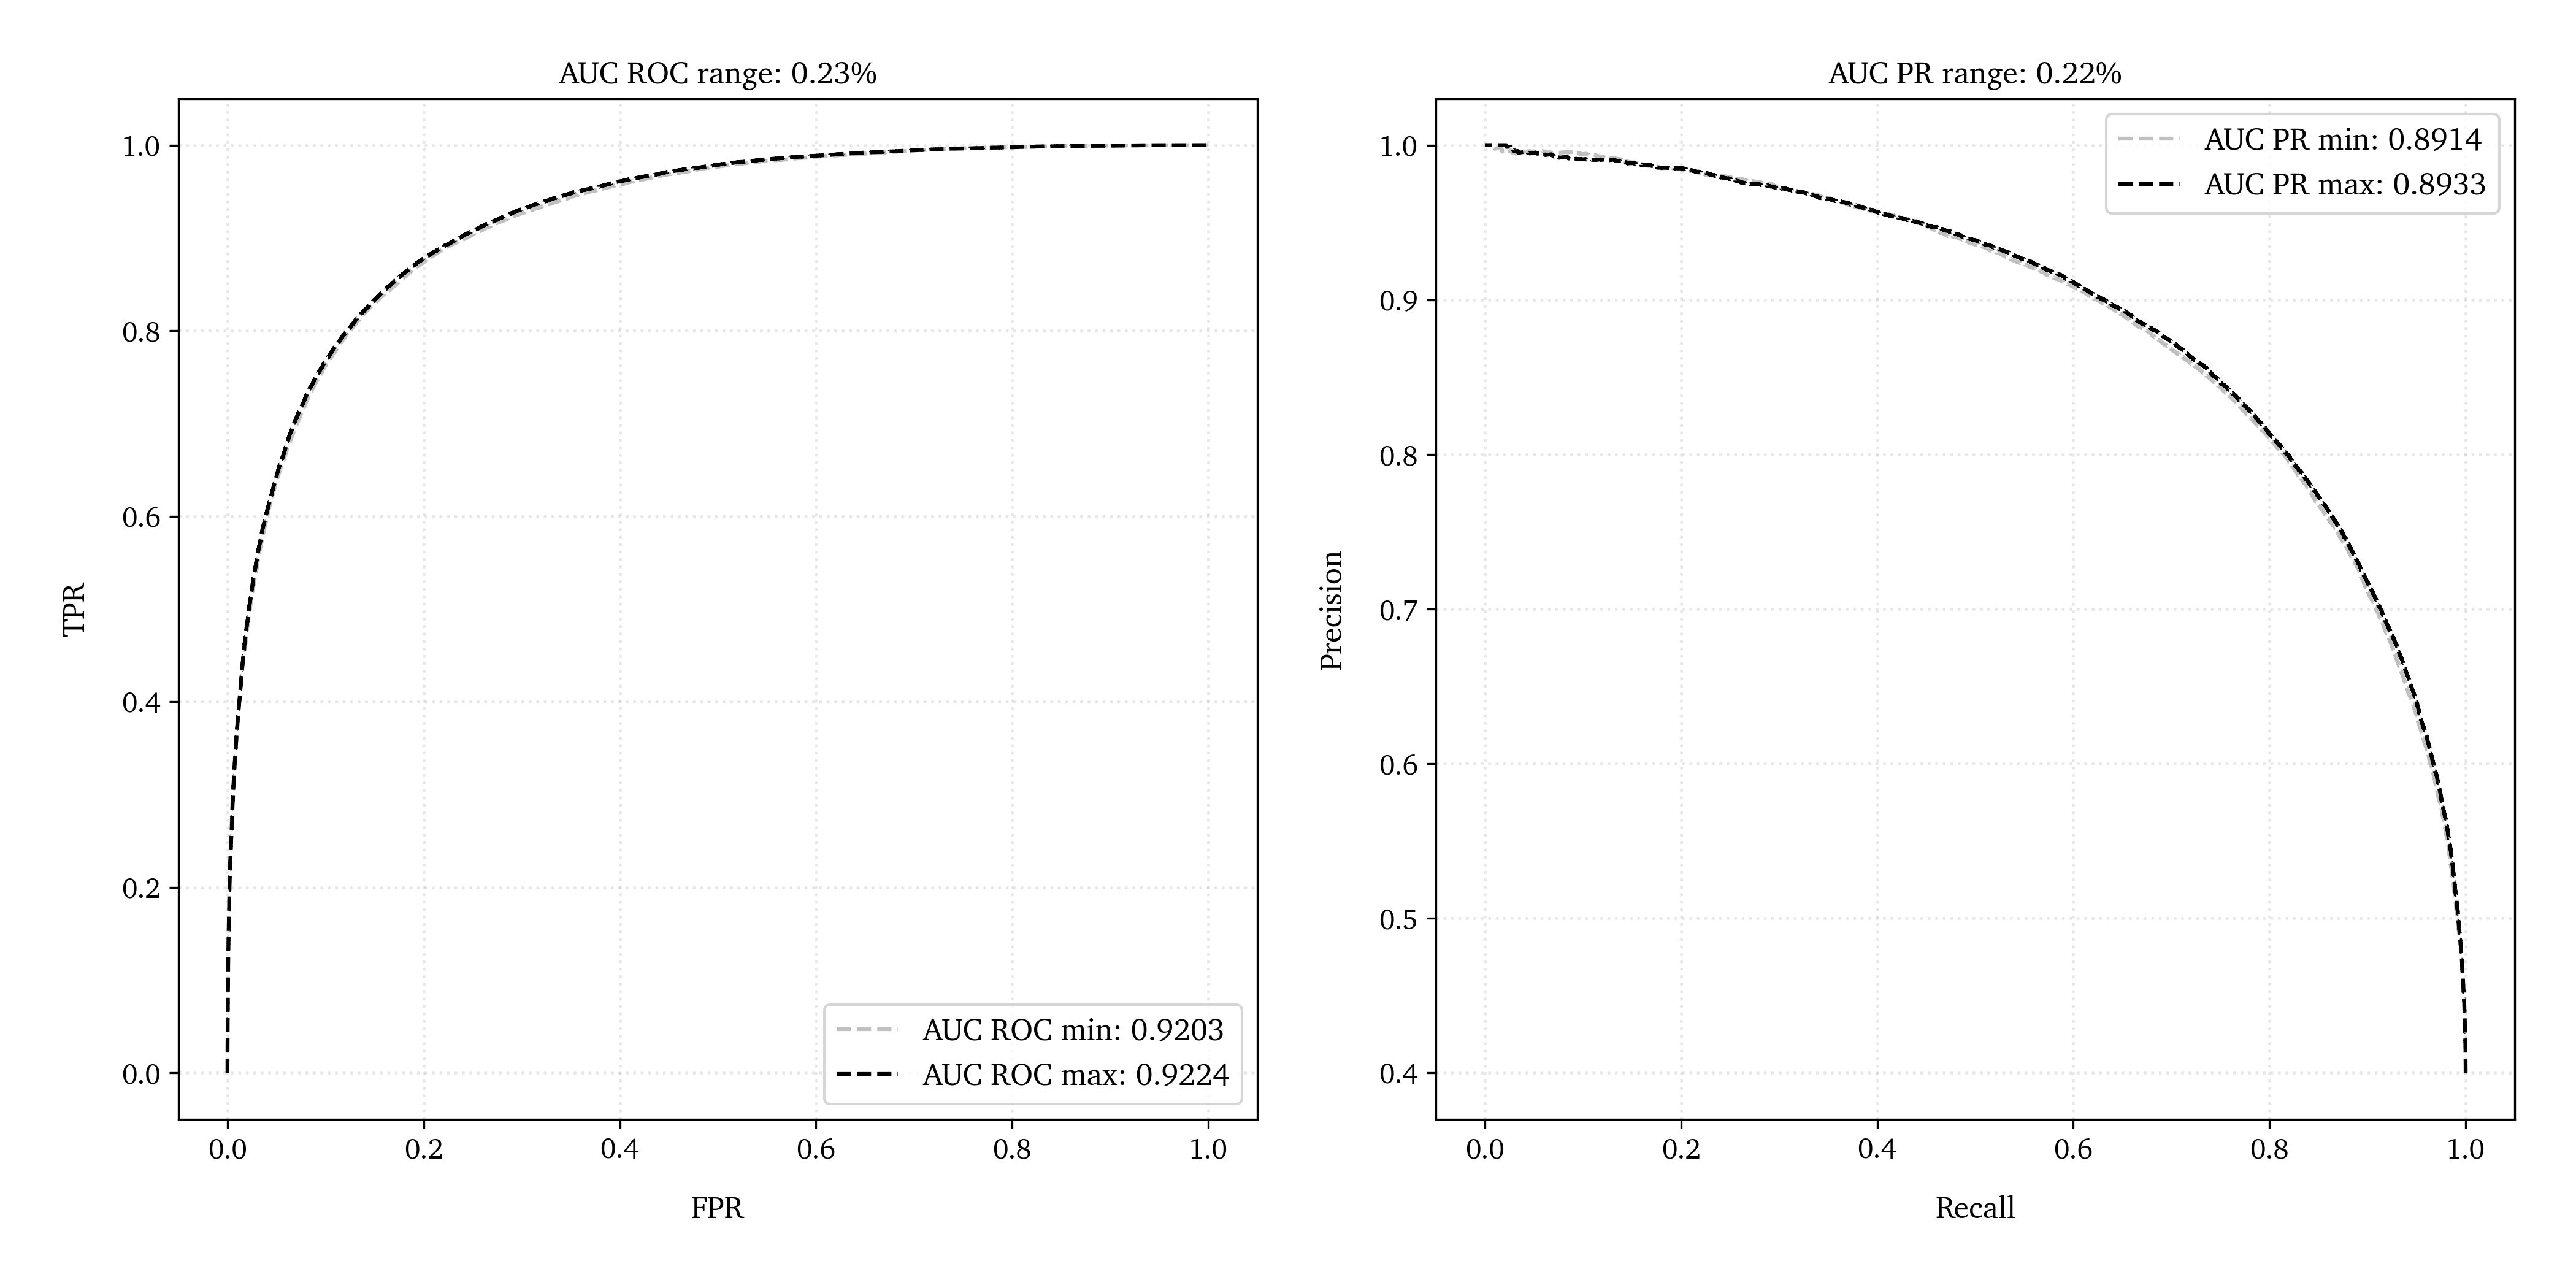 AUC ROC range: 0.23%
1.0
0.8
0.6
0.4
0.2
0.0
TPR
0.0 0.2 0.4 0.6 0.8 1.0
FPR
AUC ROC min: 0.9203
AUC ROC max: 0.9224
AUC PR range: 0.22%
1.0
0.9
0.8
0.7
0.6
0.5
0.4
Precision
0.0 0.2 0.4 0.6 0.8 1.0
Recall
AUC PR min: 0.8914
AUC PR max: 0.8933